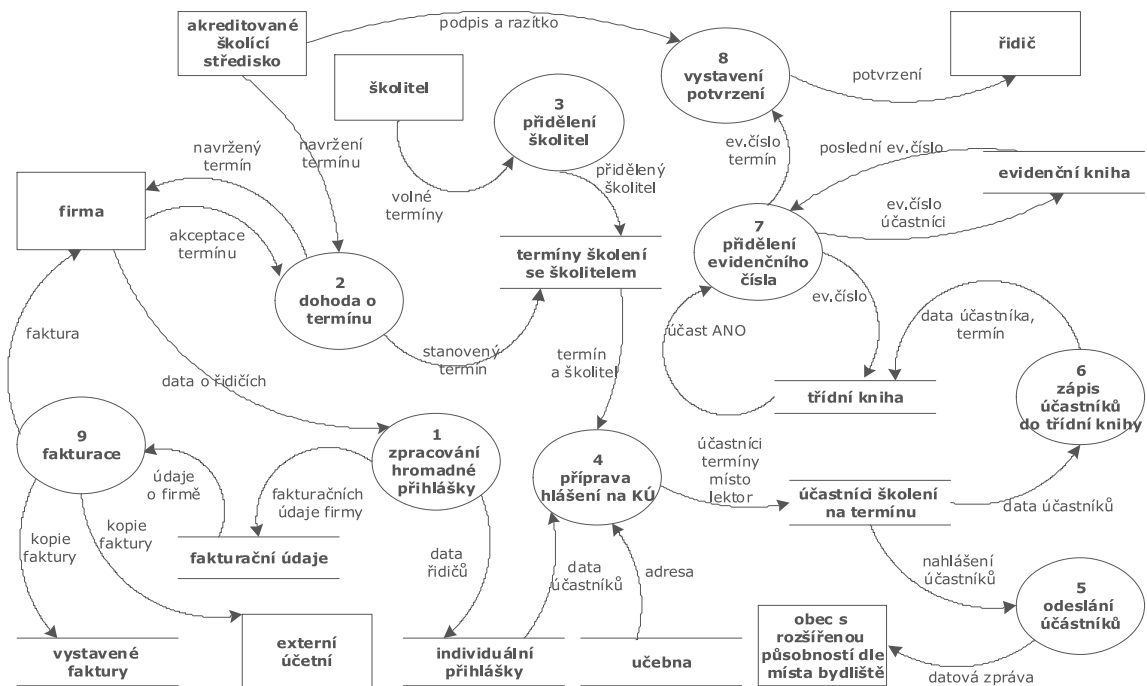 akreditované
školící
středisko
podpis a razítko
8
vystavení
potvrzení
řidič
potvrzení
školitel
3
přidělení
školitel
navržený
termín
navržení
termínu
volné
termíny
přidělený
školitel
ev.číslo
termín
poslední ev.číslo
evidenční kniha
firma
akceptace
termínu
termíny školení
se školitelem
7
přidělení
evidenčního
čísla
ev.číslo
účastníci
2
dohoda o
termínu
faktura
stanovený
termín
termín
a školitel
účast ANO
ev.číslo
data účastníka,
termín
data o řidičích
třídní kniha
6
zápis
účastníků
do třídní knihy
9
fakturace
1
zpracování
hromadné
přihlášky
4
příprava
hlášení na KÚ
účastníci
termíny
místo
lektor
údaje
o firmě
fakturačních
údaje firmy
účastníci školení
na termínu
data účastníků
kopie
faktury
kopie
faktury
fakturační údaje
data
řidičů
data
účastníků
adresa
nahlášení
účastníků
5
odeslání
účástníků
vystavené
faktury
externí
účetní
individuální
přihlášky
učebna
obec s
rozšířenou
působností dle
místa bydliště
datová zpráva